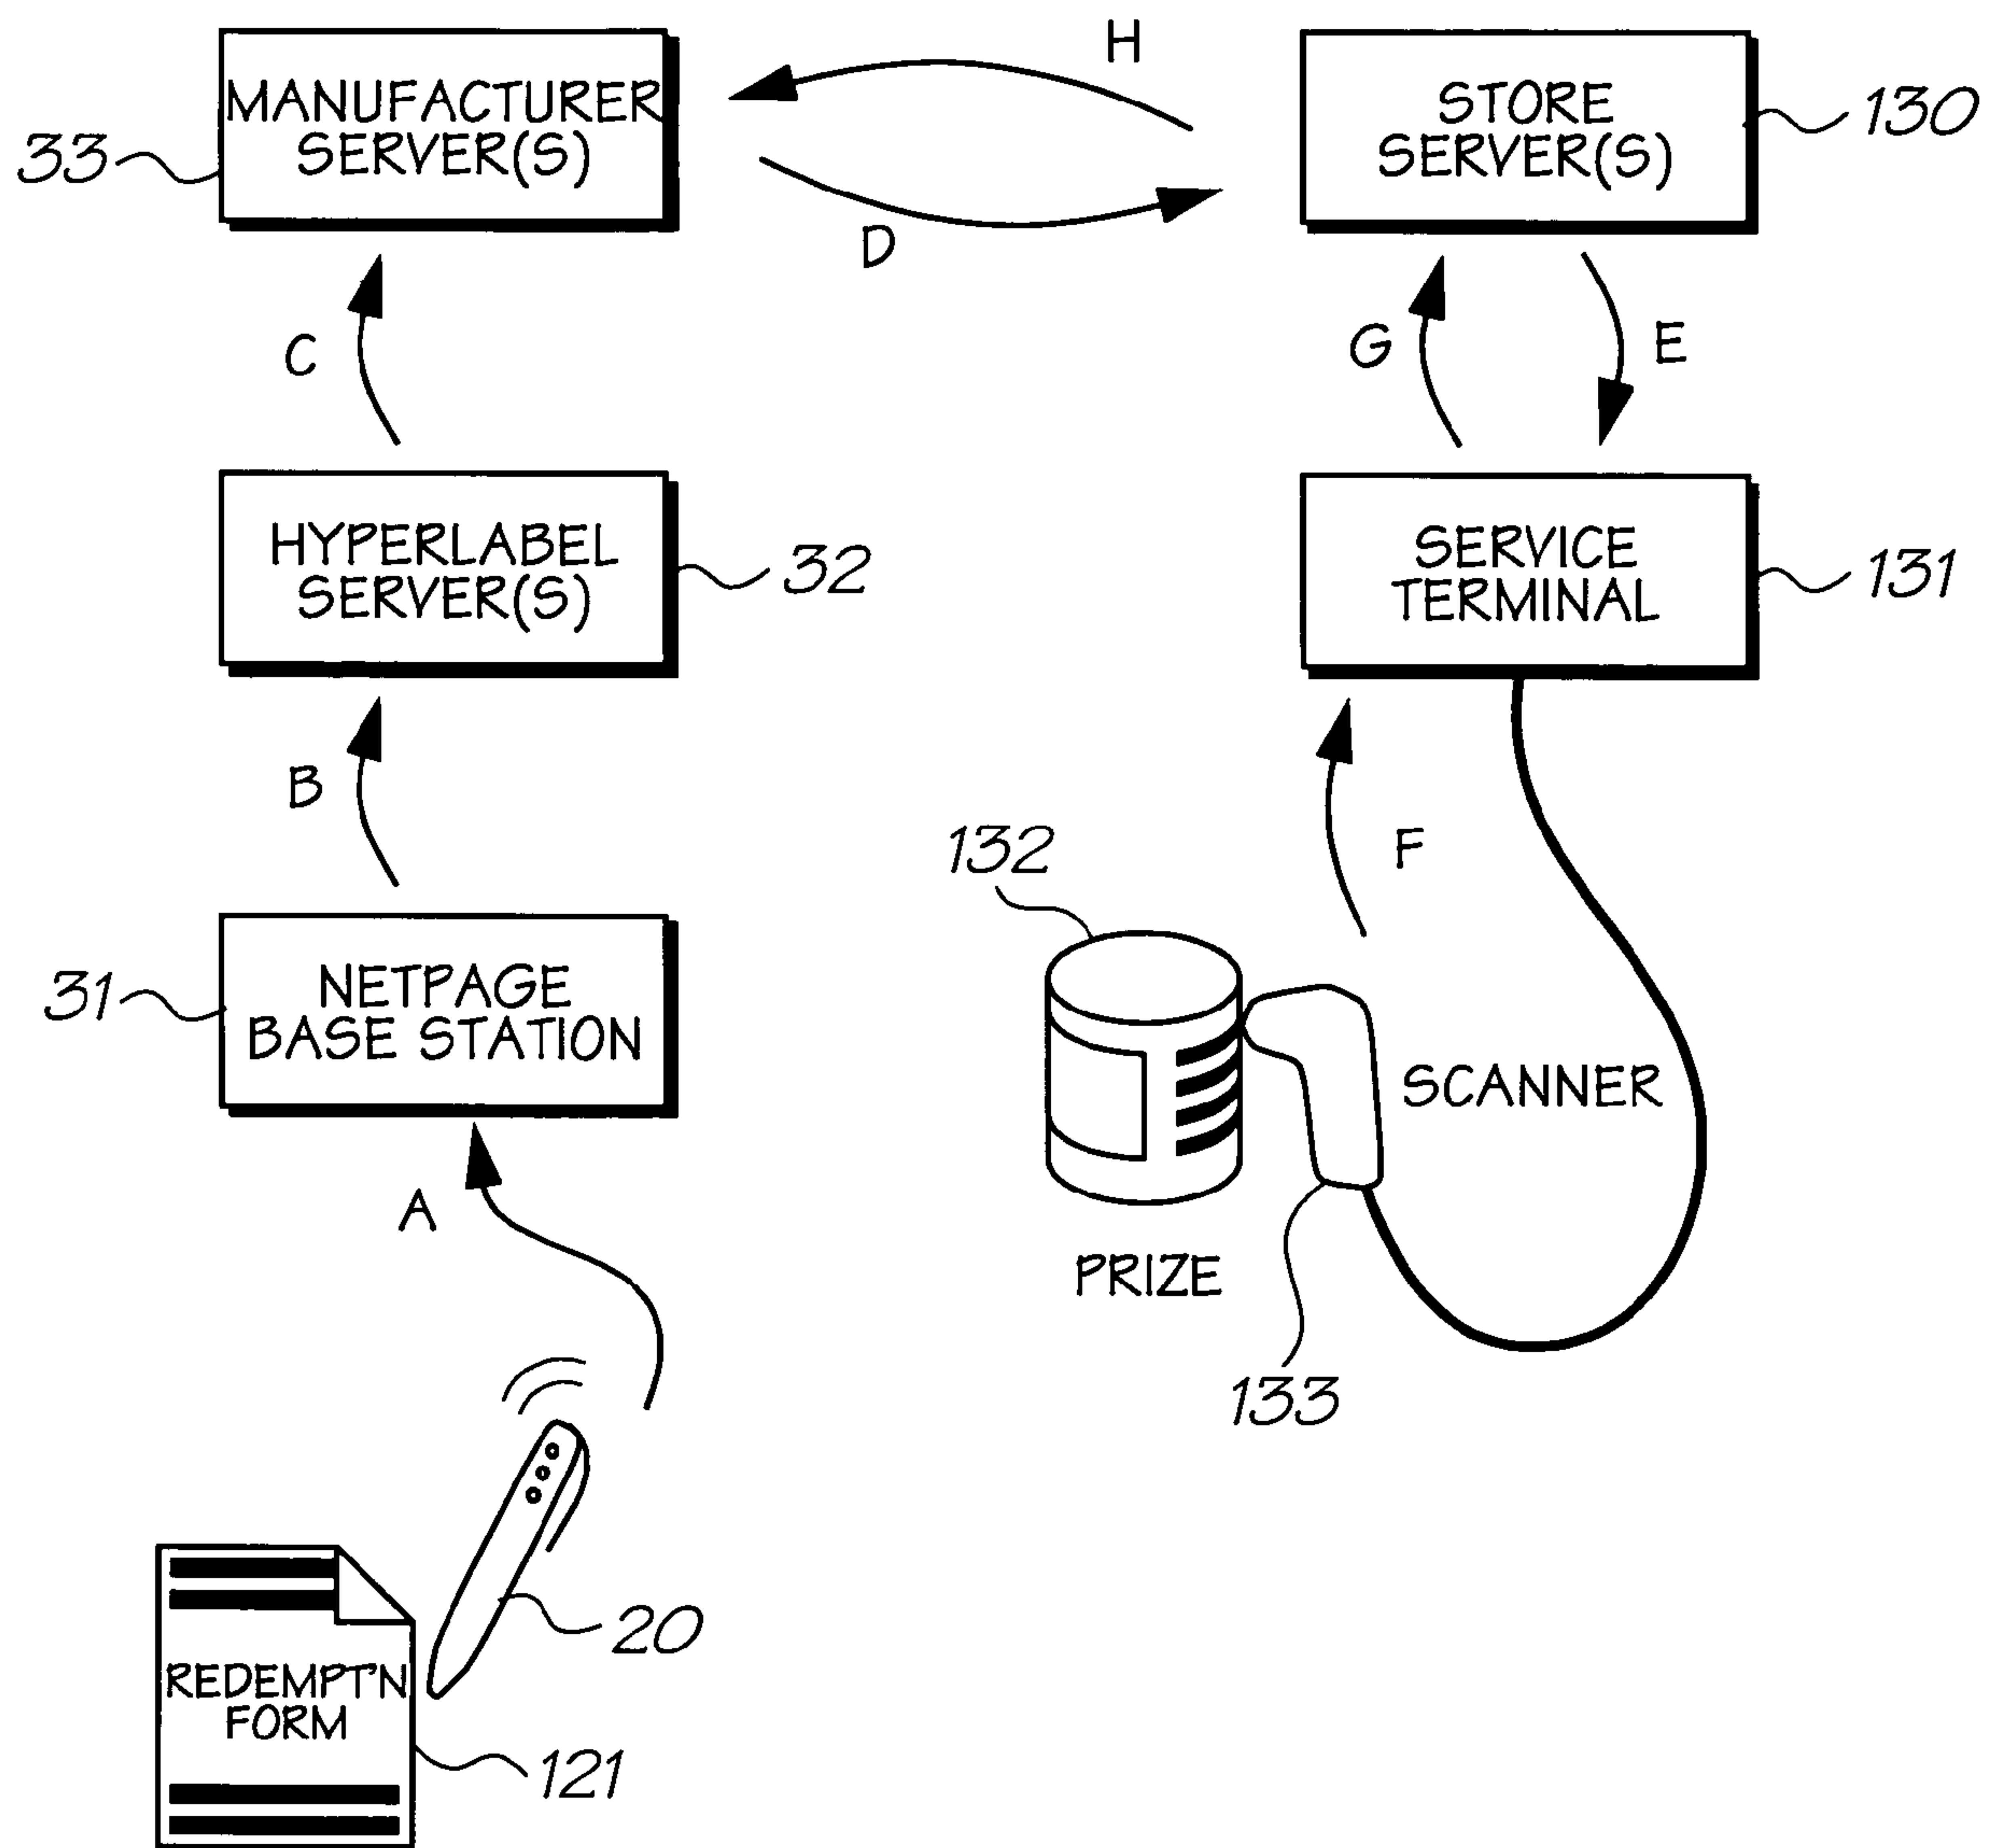 H
MANUFACTURER
SERVER(S)
33
STORE
SERVER(S)
130
D
C
G
E
HYPERLABEL
SERVER(S)
32
SERVICE
TERMINAL
131
B
F
132
NETPAGE
BASE STATION
31
SCANNER
A
PRIZE
133
20
REDEMPT'N
FORM
121